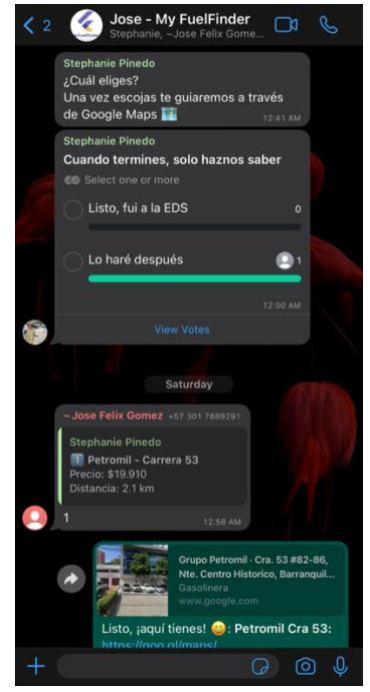 2
Jose - My FuelFinder
Stephanie, ~Jose Felix Gome...
Stephanie Pinedo
¿Cuál eliges?
Una vez escojas te guiaremos a través
de Google Maps
12:41 AM
Stephanie Pinedo
Cuando termines, solo haznos saber
Select one or more
Listo, fui a la EDS 0
Lo haré después 1
12:50 AM
View Votes
Saturday
~Jose Felix Gomez +57 301 7889291
Stephanie Pinedo
1️⃣ Petromil - Carrera 53
Precio: $19.910
Distancia: 2.1 km
1
12:58 AM
Grupo Petromil · Cra. 53 #82-86,
Nte. Centro Historico, Barranquil...
Gasolinera
www.google.com
Listo, ¡aquí tienes! 😀: Petromil Cra 53:
https://goo.gl/maps/